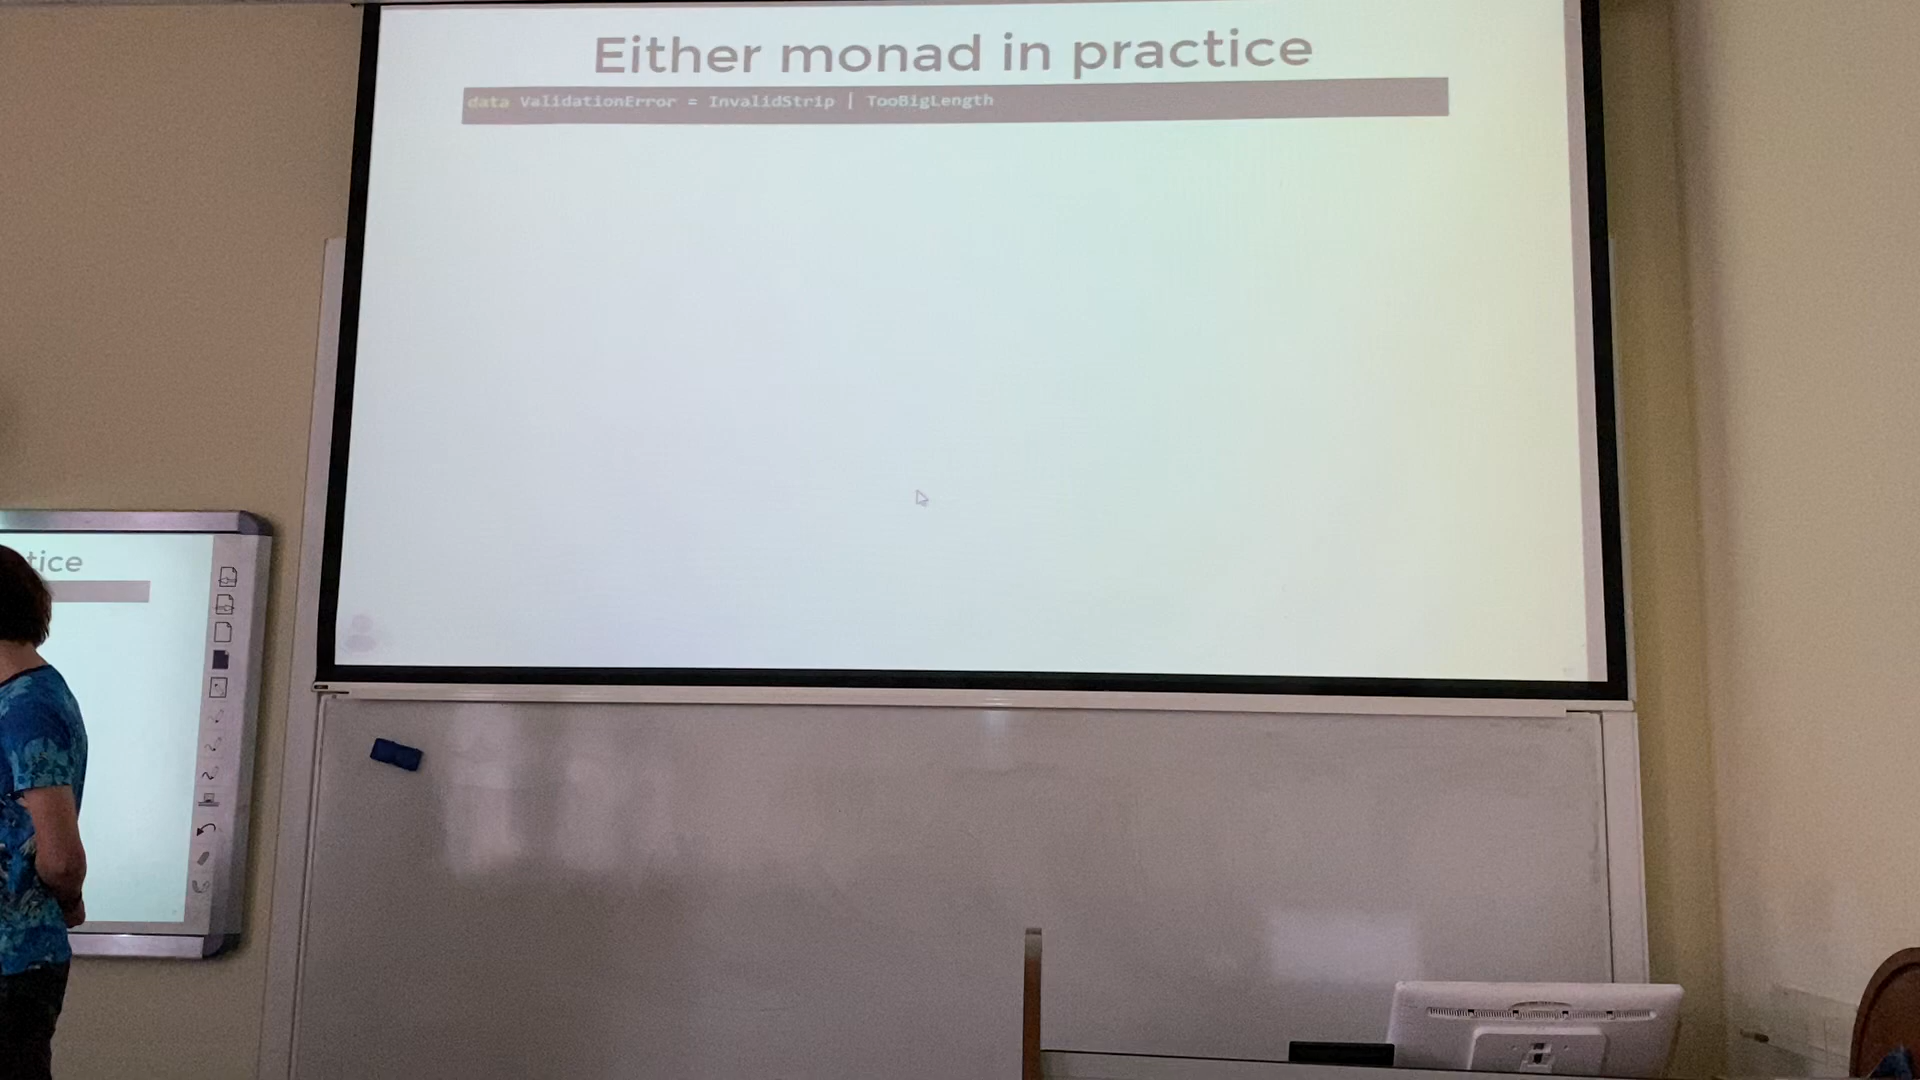 Either monad in practice
data ValidationError = InvalidStrip | TooBigLength
tice